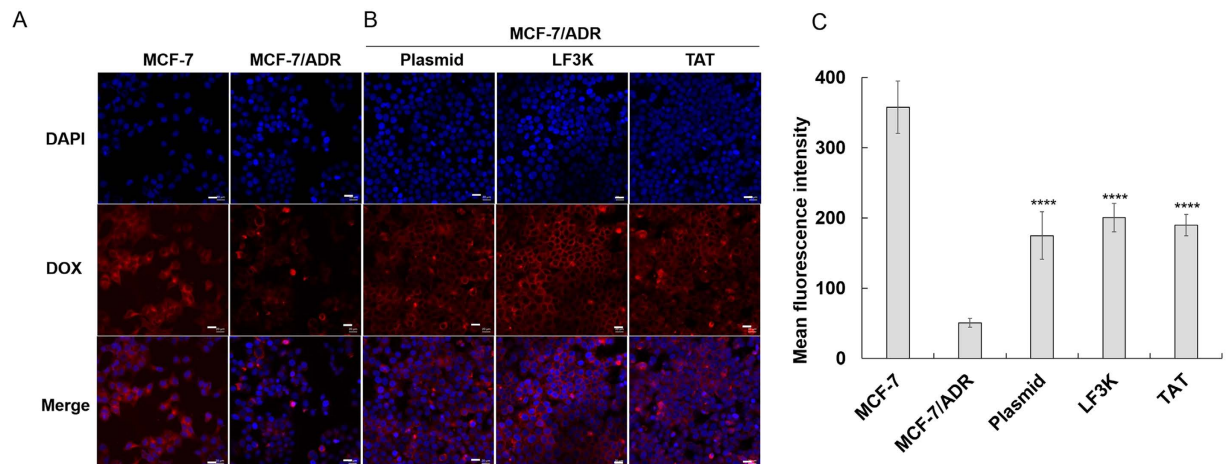 A
B
C
MCF-7/ADR
MCF-7
MCF-7/ADR
Plasmid
LF3K
TAT
DAPI
DOX
Merge
Mean fluorescence intensity
400
300
200
100
0
****
****
****
MCF-7
MCF-7/ADR
Plasmid
LF3K
TAT